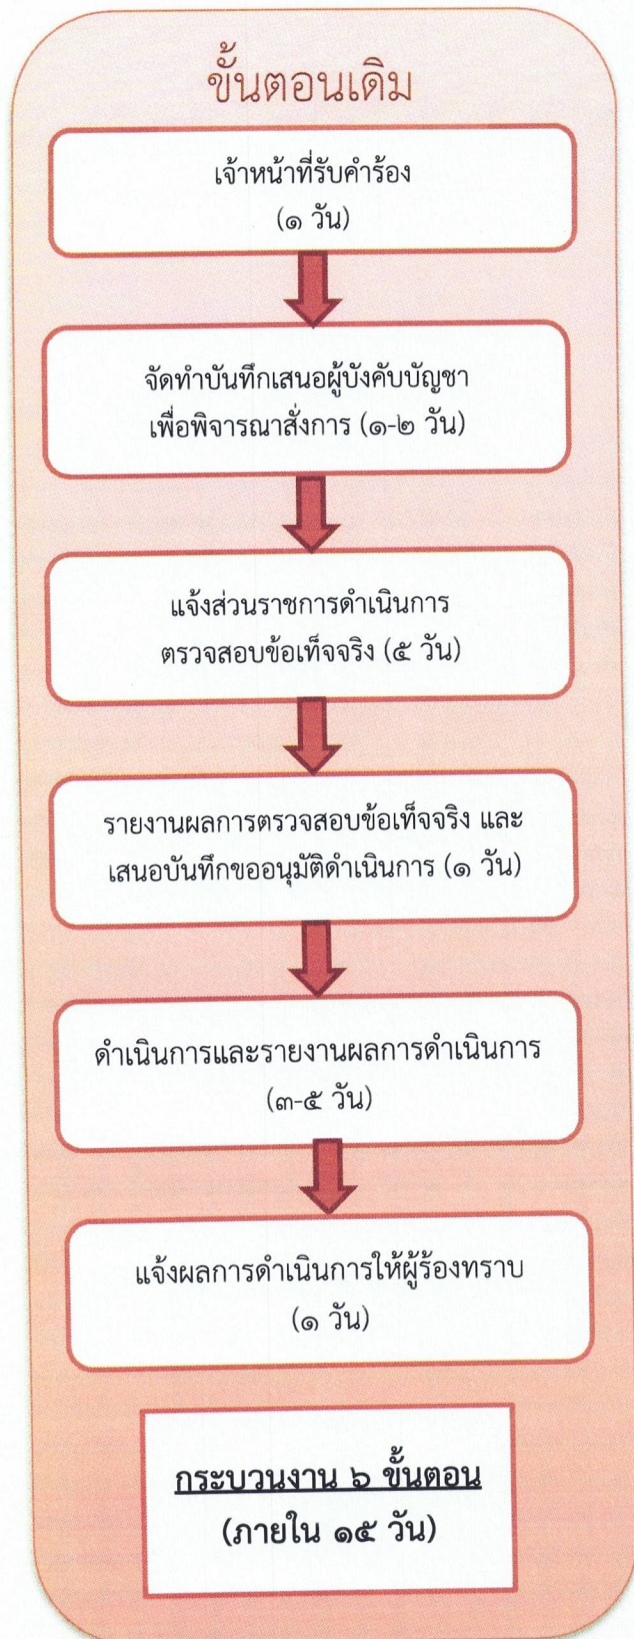 ขั้นตอนเดิม
เจ้าหน้าที่รับคำร้อง
(๑ วัน)
จัดทำบันทึกเสนอผู้บังคับบัญชา
เพื่อพิจารณาสั่งการ (๑-๒ วัน)
แจ้งส่วนราชการดำเนินการ
ตรวจสอบข้อเท็จจริง (๕ วัน)
รายงานผลการตรวจสอบข้อเท็จจริง และ
เสนอบันทึกขออนุมัติดำเนินการ (๑ วัน)
ดำเนินการและรายงานผลการดำเนินการ
(๓-๕ วัน)
แจ้งผลการดำเนินการให้ผู้ร้องทราบ
(๑ วัน)
กระบวนงาน ๖ ขั้นตอน
(ภายใน ๑๕ วัน)